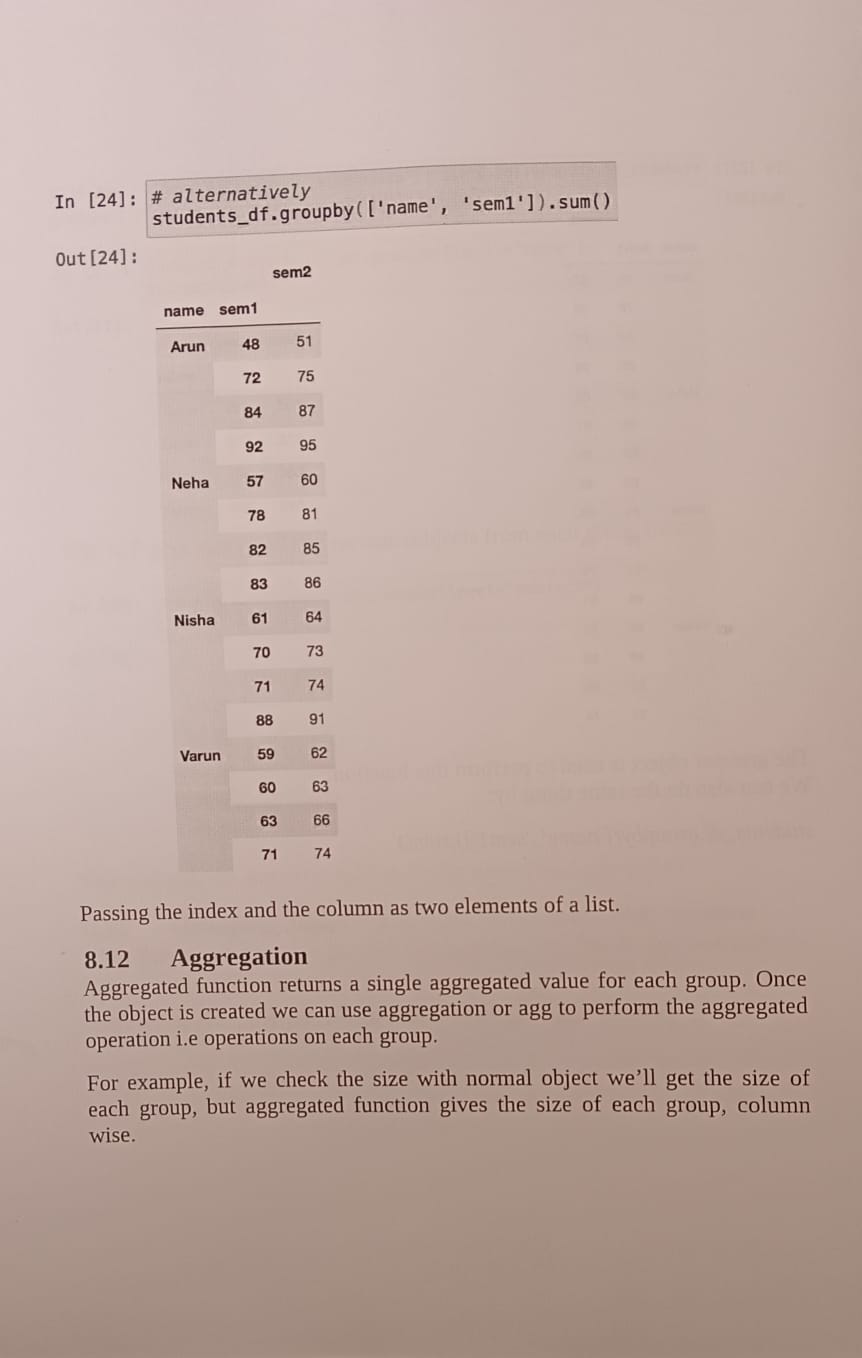 In [24]: # alternatively
students_df.groupby(['name', 'sem1']).sum()
Out[24]:
sem2
name sem1
Arun 48 51
72 75
84 87
92 95
Neha 57 60
78 81
82 85
83 86
Nisha 61 64
70 73
71 74
88 91
Varun 59 62
60 63
63 66
71 74
Passing the index and the column as two elements of a list.
8.12 Aggregation
Aggregated function returns a single aggregated value for each group. Once
the object is created we can use aggregation or agg to perform the aggregated
operation i.e operations on each group.
For example, if we check the size with normal object we'll get the size of
each group, but aggregated function gives the size of each group, column
wise.